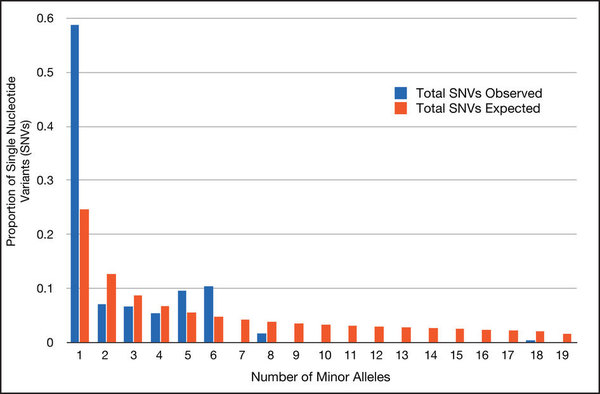 0.6
0.5
0.4
0.3
0.2
0.1
0
Proportion of Single Nucleotide
Variants (SNVs)
Total SNVs Observed
Total SNVs Expected
1 2 3 4 5 6 7 8 9 10 11 12 13 14 15 16 17 18 19
Number of Minor Alleles